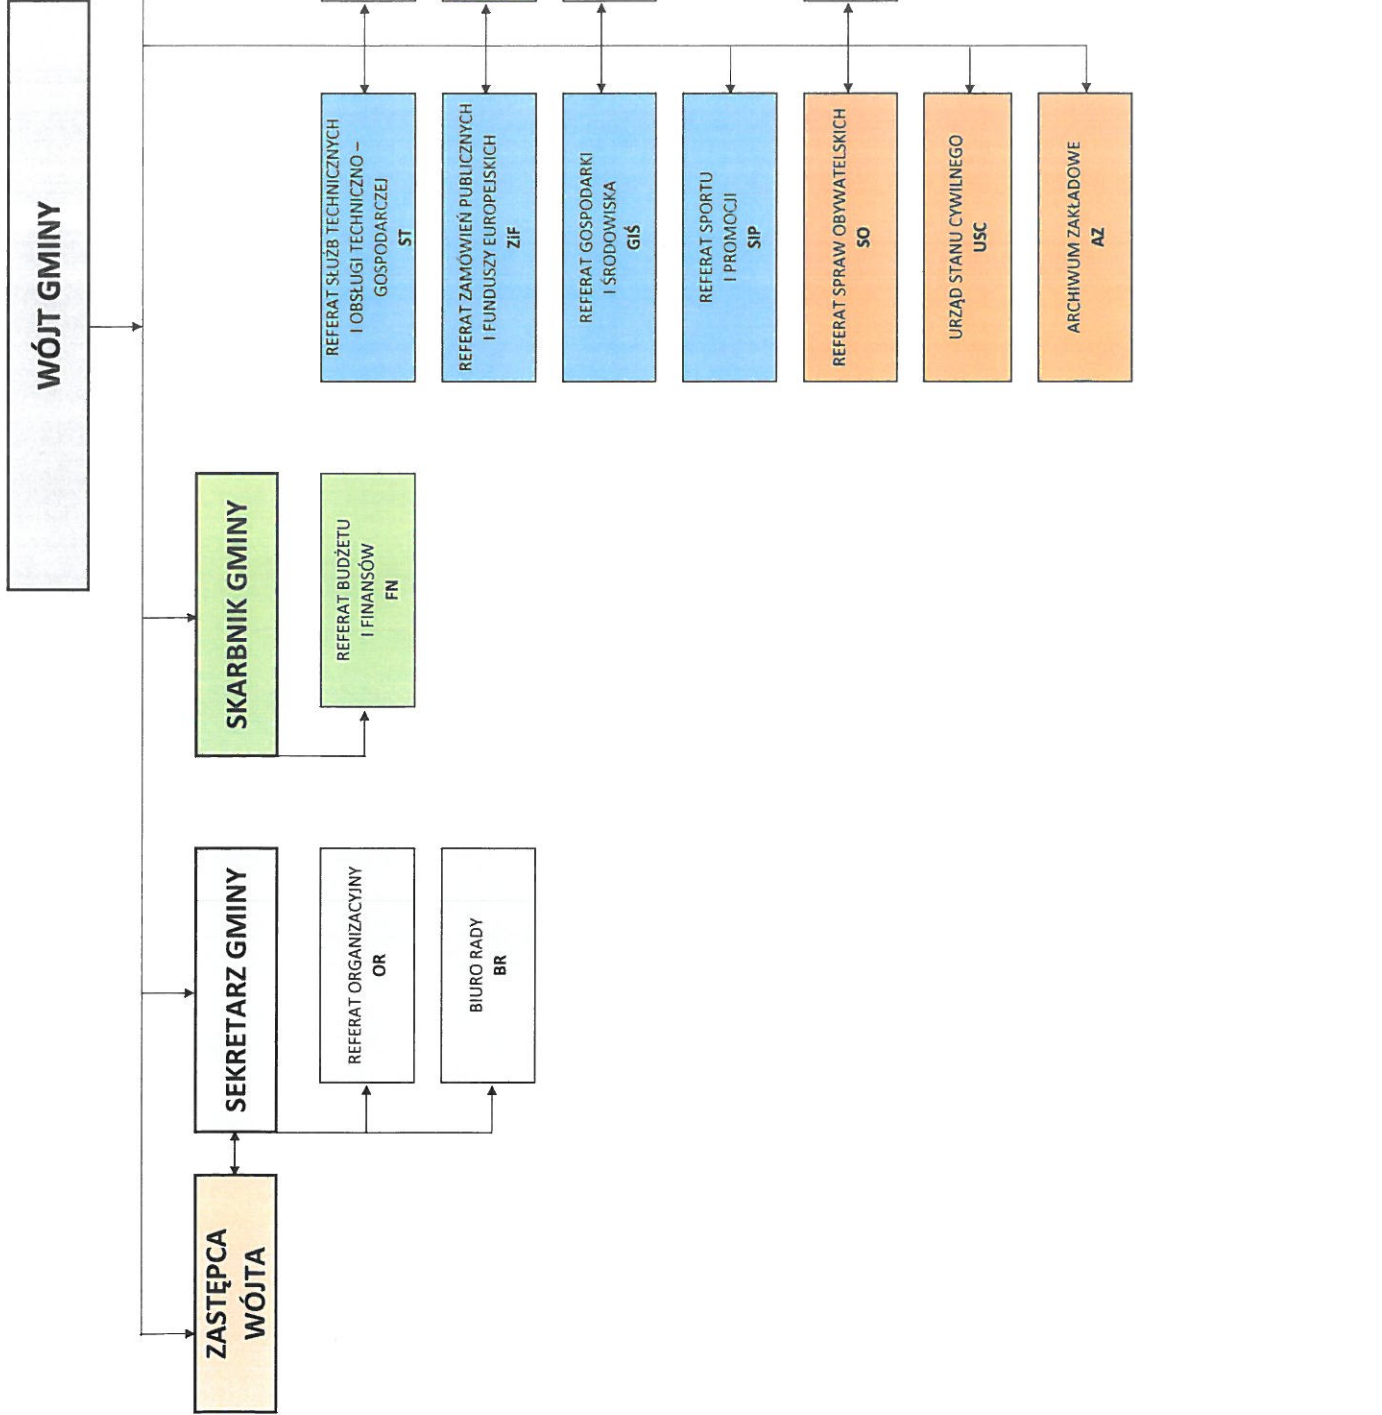 WÓJT GMINY
ZASTĘPCA
WÓJTA
SEKRETARZ GMINY
SKARBNIK GMINY
REFERAT ORGANIZACYJNY
OR
BIURO RADY
BR
REFERAT BUDŻETU
I FINANSÓW
FN
REFERAT SŁUŻB TECHNICZNYCH
I OBSŁUGI TECHNICZNO –
GOSPODARCZEJ
ST
REFERAT ZAMÓWIEŃ PUBLICZNYCH
I FUNDUSZY EUROPEJSKICH
ZiF
REFERAT GOSPODARKI
I ŚRODOWISKA
GIŚ
REFERAT SPORTU
I PROMOCJI
SIP
REFERAT SPRAW OBYWATELSKICH
SO
URZĄD STANU CYWILNEGO
USC
ARCHIWUM ZAKŁADOWE
AZ